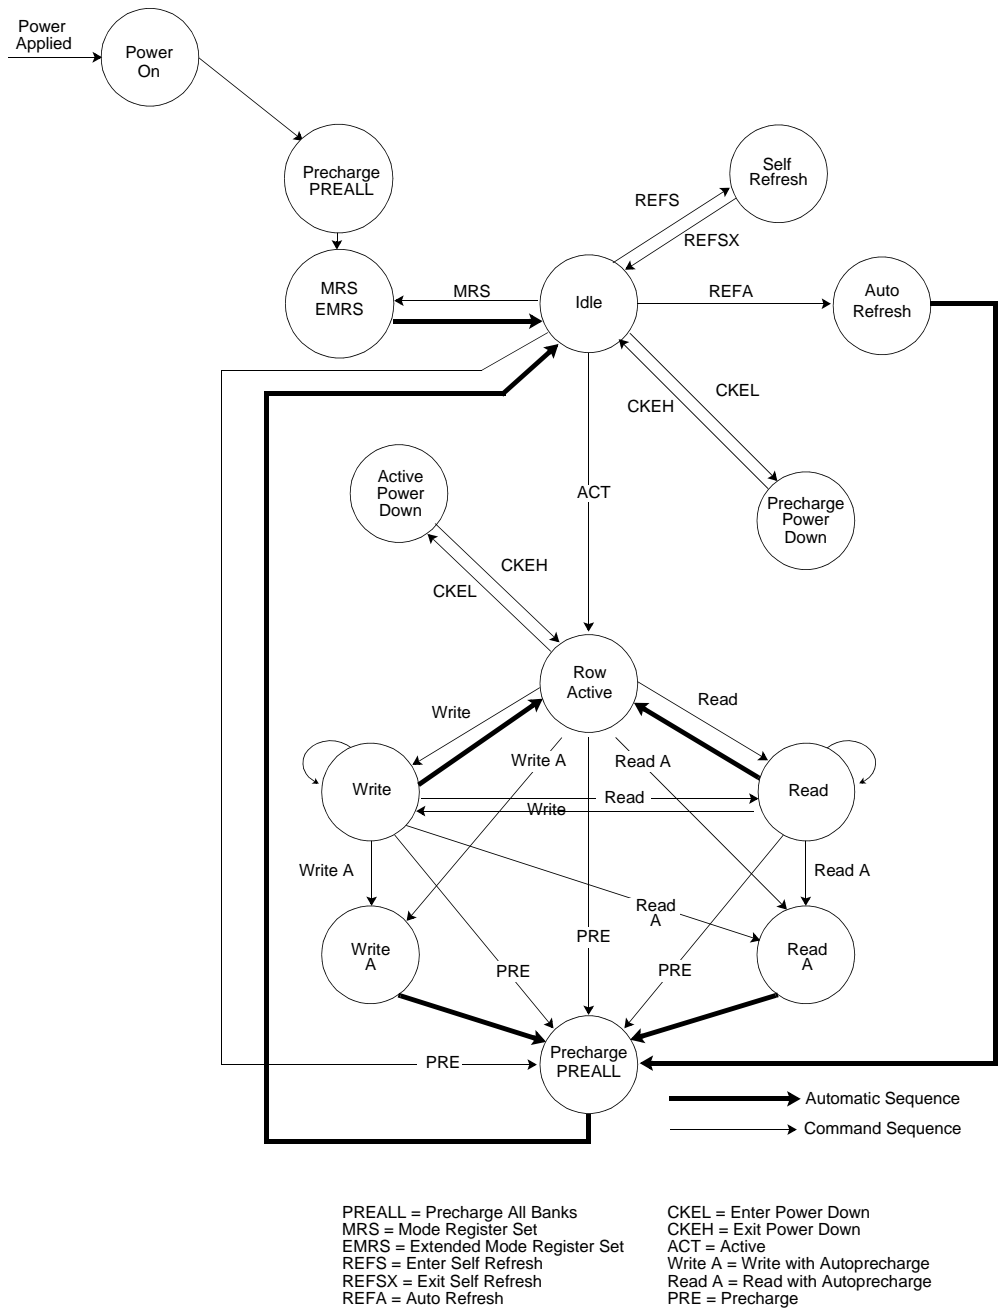 Power
Applied
Power
On
Precharge
PREALL
Self
Refresh
REFS
REFSX
MRS
EMRS
MRS
Idle
REFA
Auto
Refresh
CKEL
CKEH
Active
Power
Down
ACT
Precharge
Power
Down
CKEH
CKEL
Row
Active
Write
Read
Write A
Read A
Write
Read
Write
Read
Write A
Read A
Read
A
Write
A
PRE
PRE
PRE
Read
A
Precharge
PREALL
PRE
Automatic Sequence
Command Sequence
PREALL = Precharge All Banks
MRS = Mode Register Set
EMRS = Extended Mode Register Set
REFS = Enter Self Refresh
REFSX = Exit Self Refresh
REFA = Auto Refresh
CKEL = Enter Power Down
CKEH = Exit Power Down
ACT = Active
Write A = Write with Autoprecharge
Read A = Read with Autoprecharge
PRE = Precharge